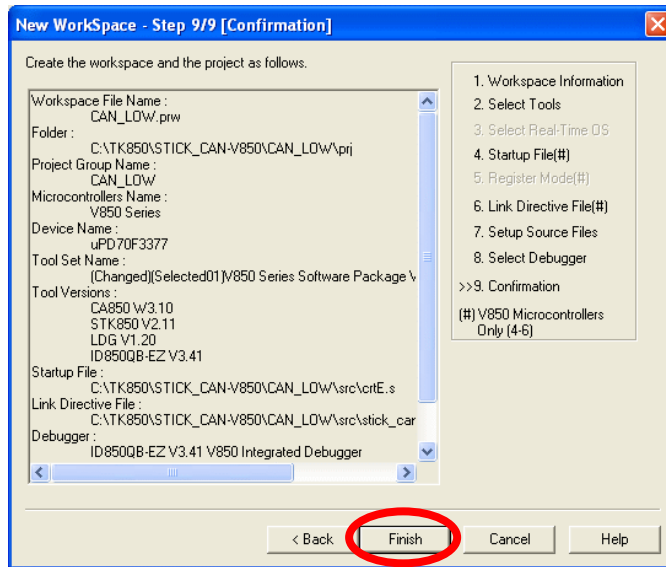 New WorkSpace - Step 9/9 [Confirmation]
Create the workspace and the project as follows.
Workspace File Name :
CAN_LOW.prw
Folder :
C:\TK850\STICK_CAN-V850\CAN_LOW\prj
Project Group Name :
CAN_LOW
Microcontrollers Name :
V850 Series
Device Name :
uPD70F3377
Tool Set Name :
(Changed)(Selected01)V850 Series Software Package
Tool Versions :
CA850 W3.10
STK850 V2.11
LDG V1.20
ID850QB-EZ V3.41
Startup File :
C:\TK850\STICK_CAN-V850\CAN_LOW\src\crtE.s
Link Directive File :
C:\TK850\STICK_CAN-V850\CAN_LOW\src\stick_car
Debugger :
ID850QB-EZ V3.41 V850 Integrated Debugger
1. Workspace Information
2. Select Tools
3. Select Real-Time OS
4. Startup File(#)
5. Register Mode(#)
6. Link Directive File(#)
7. Setup Source Files
8. Select Debugger
>>9. Confirmation
(#) V850 Microcontrollers
Only (4-6)
< Back
Finish
Cancel
Help